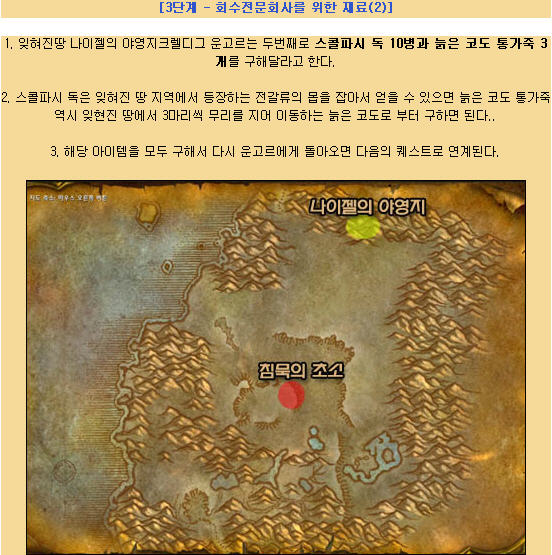 [3단계 - 회수전문회사를 위한 재료(2)]
1. 잊혀진땅 나이젤의 야영지크렐디그 운고르는 두번째로 스콜파시 독 10병과 늙은 코도 통가죽 3
개를 구해달라고 한다.
2. 스콜파시 독은 잊혀진 땅 지역에서 등장하는 전갈류의 몹을 잡아서 얻을 수 있으면 늙은 코도 통가죽
역시 잊현진 땅에서 3마리씩 무리를 지어 이동하는 늙은 코도로 부터 구하면 된다..
3. 해당 아이템을 모두 구해서 다시 운고르에게 돌아오면 다음의 퀘스트로 연계된다.
나이젤의 야영지
침묵의 초소